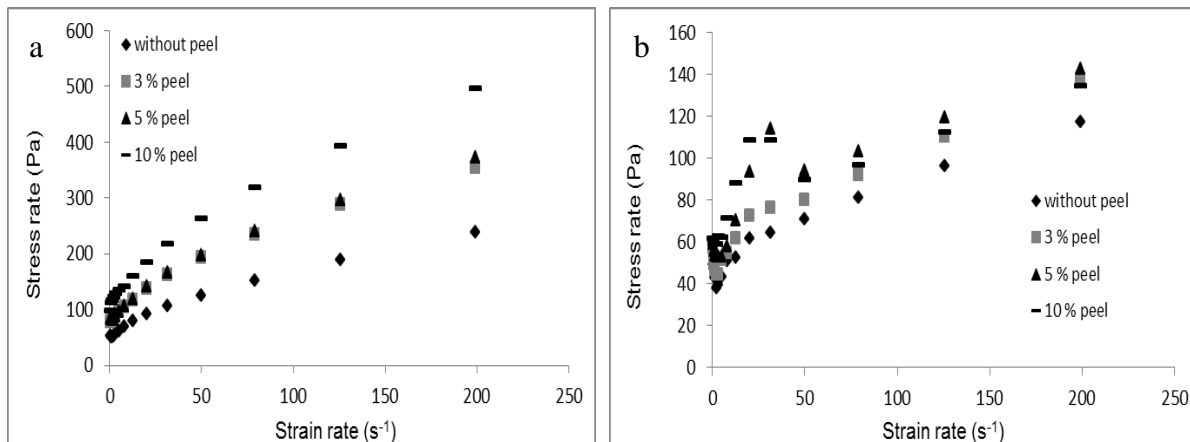 a
without peel
3 % peel
5 % peel
10 % peel
Stress rate (Pa)
600
500
400
300
200
100
0
0 50 100 150 200 250
Strain rate (s⁻¹)
b
Stress rate (Pa)
160
140
120
100
80
60
40
20
0
without peel
3 % peel
5 % peel
10 % peel
0 50 100 150 200 250
Strain rate (s⁻¹)